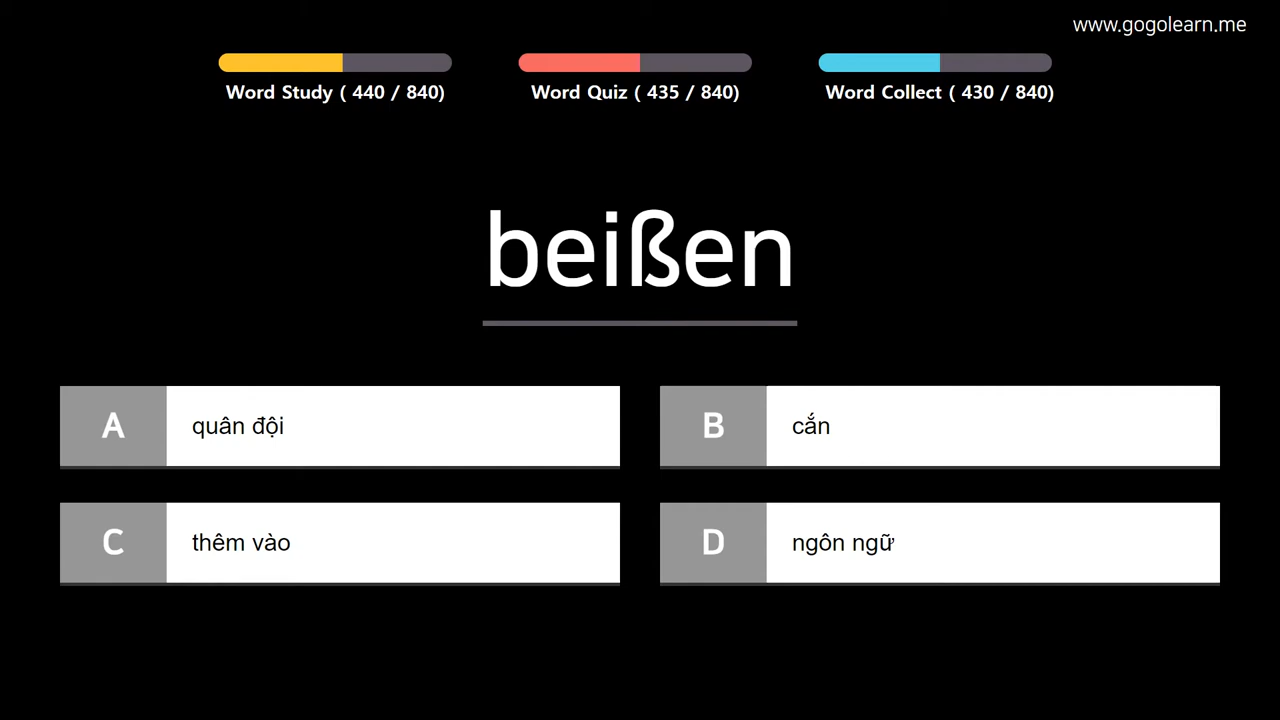 www.gogolearn.me
Word Study ( 440 / 840)
Word Quiz ( 435 / 840)
Word Collect ( 430 / 840)
beißen
A quân đội
B cắn
C thêm vào
D ngôn ngữ